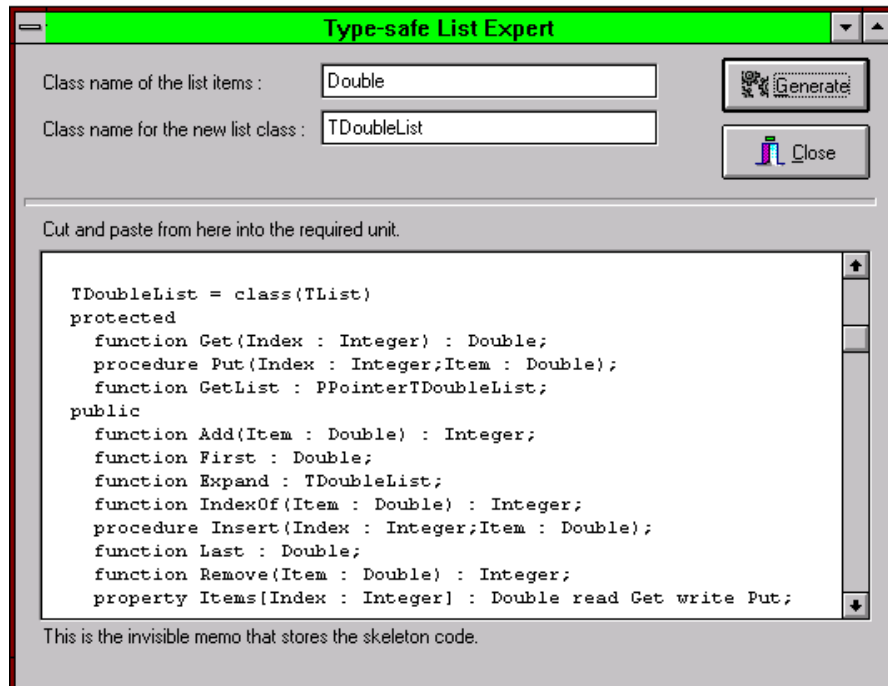 Type-safe List Expert
Class name of the list items : Double
Generate
Class name for the new list class : TDoubleList
Close
Cut and paste from here into the required unit.
TDoubleList = class(TList)
protected
function Get(Index : Integer) : Double;
procedure Put(Index : Integer;Item : Double);
function GetList : PPointerTDoubleList;
public
function Add(Item : Double) : Integer;
function First : Double;
function Expand : TDoubleList;
function IndexOf(Item : Double) : Integer;
procedure Insert(Index : Integer;Item : Double);
function Last : Double;
function Remove(Item : Double) : Integer;
property Items[Index : Integer] : Double read Get write Put;
This is the invisible memo that stores the skeleton code.